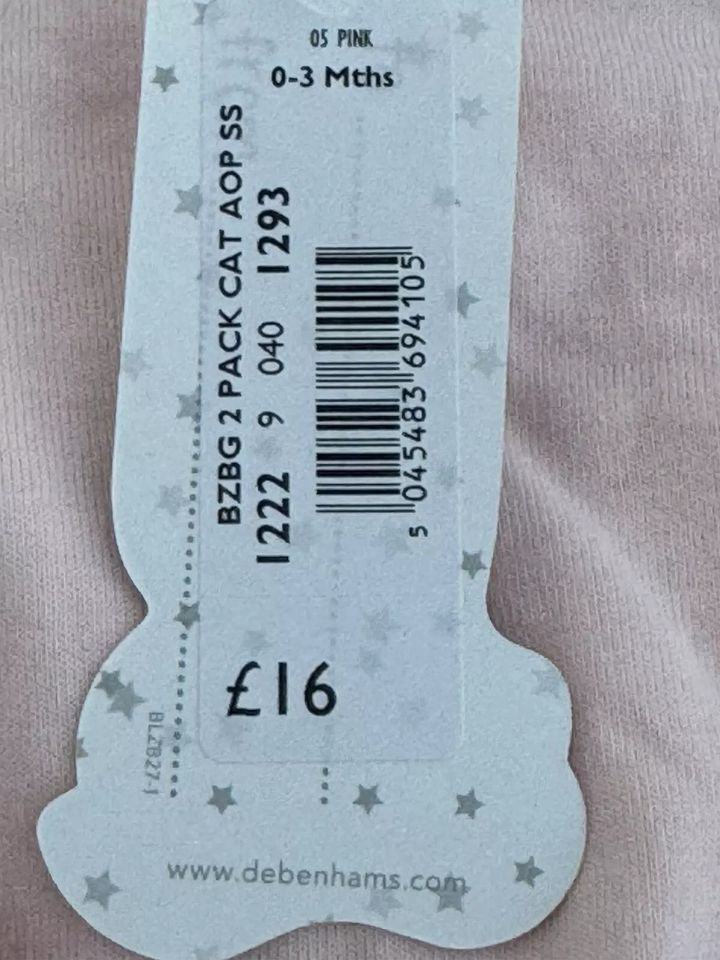 05 PINK
0-3 Mths
BZBG 2 PACK CAT AOP SS
1222 9 040 1293
5 045483 694105
£16
BLZB27-1
www.debenhams.com